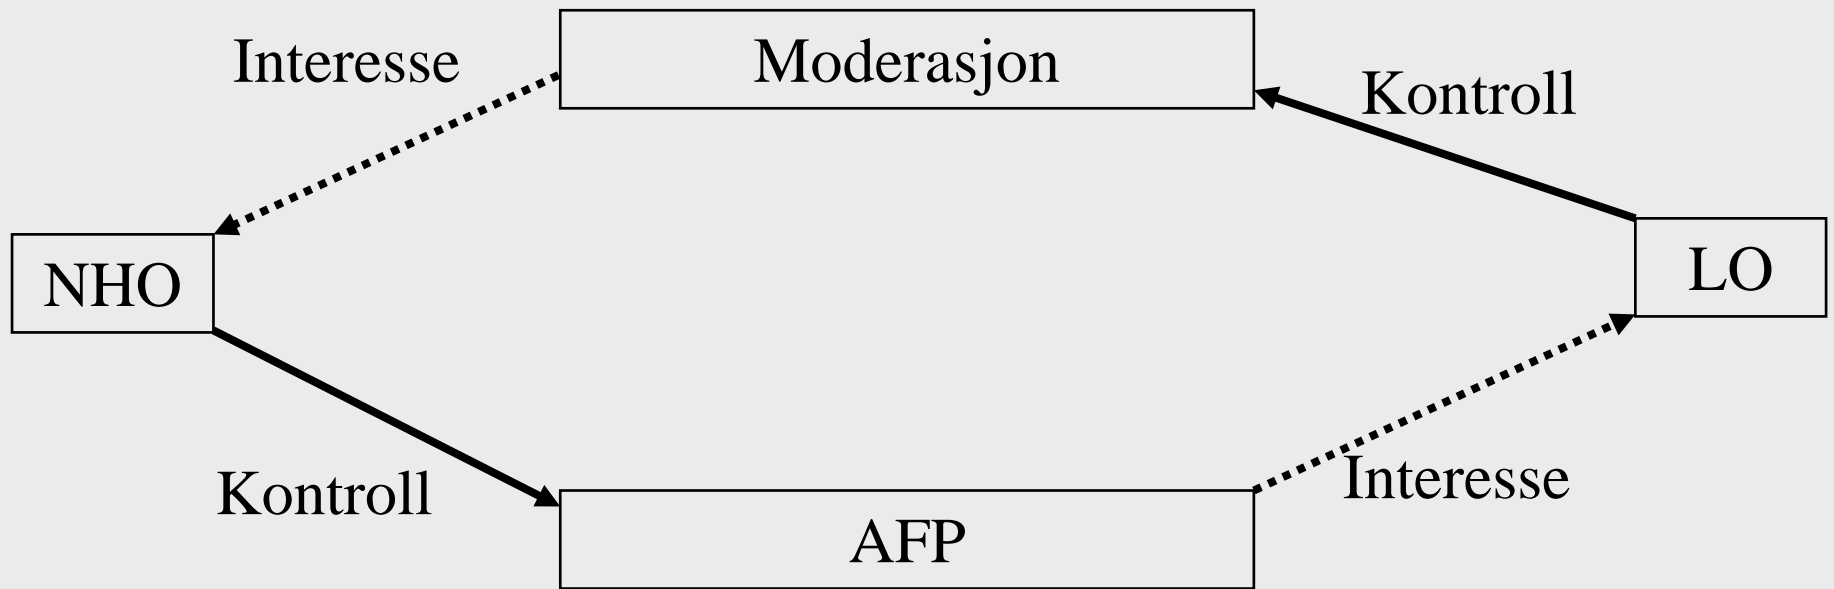 Interesse
Moderasjon
Kontroll
NHO
LO
Kontroll
Interesse
AFP